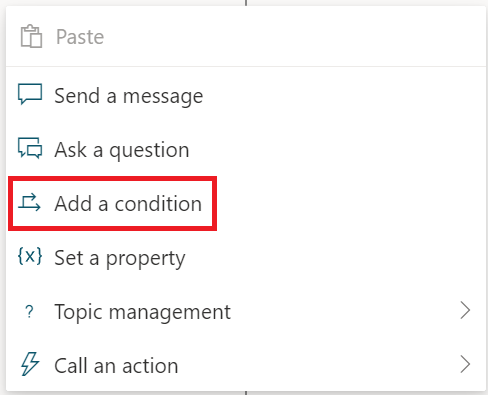 Paste
Send a message
Ask a question
Add a condition
{x} Set a property
? Topic management
Call an action